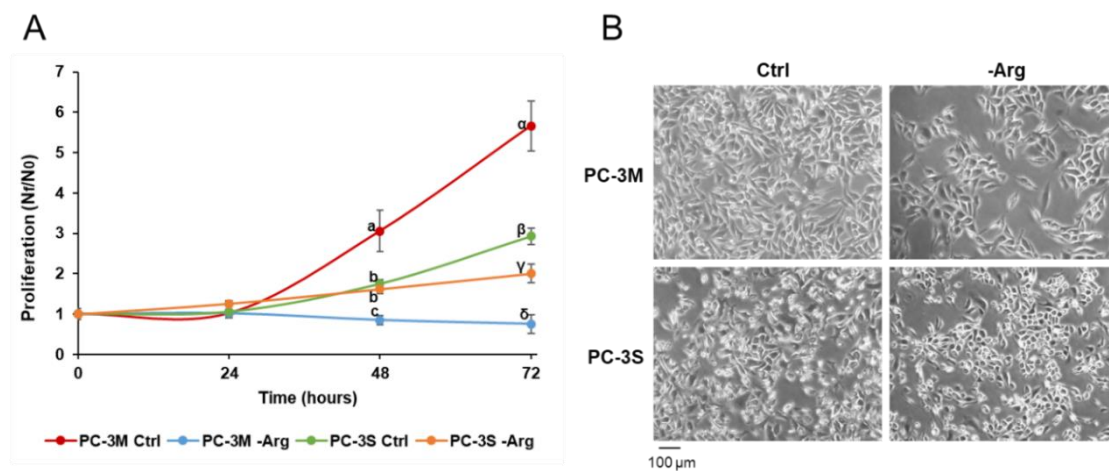 A
7
6
5
4
3
2
1
0
Proliferation (Nf/N0)
α
a
β
b
γ
b
c
δ
0 24 48 72
Time (hours)
PC-3M Ctrl PC-3M -Arg PC-3S Ctrl PC-3S -Arg
B
Ctrl -Arg
PC-3M
PC-3S
100 µm